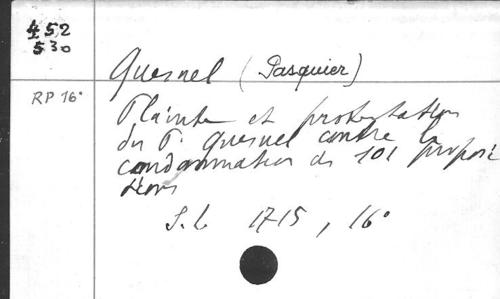 452
530
Quesnel (Pasquier)
RP 16°
Plainte et protestation
du P. Quesnel contre la
condamnation des 101 proposi
tions
S.l. 1715, 16°